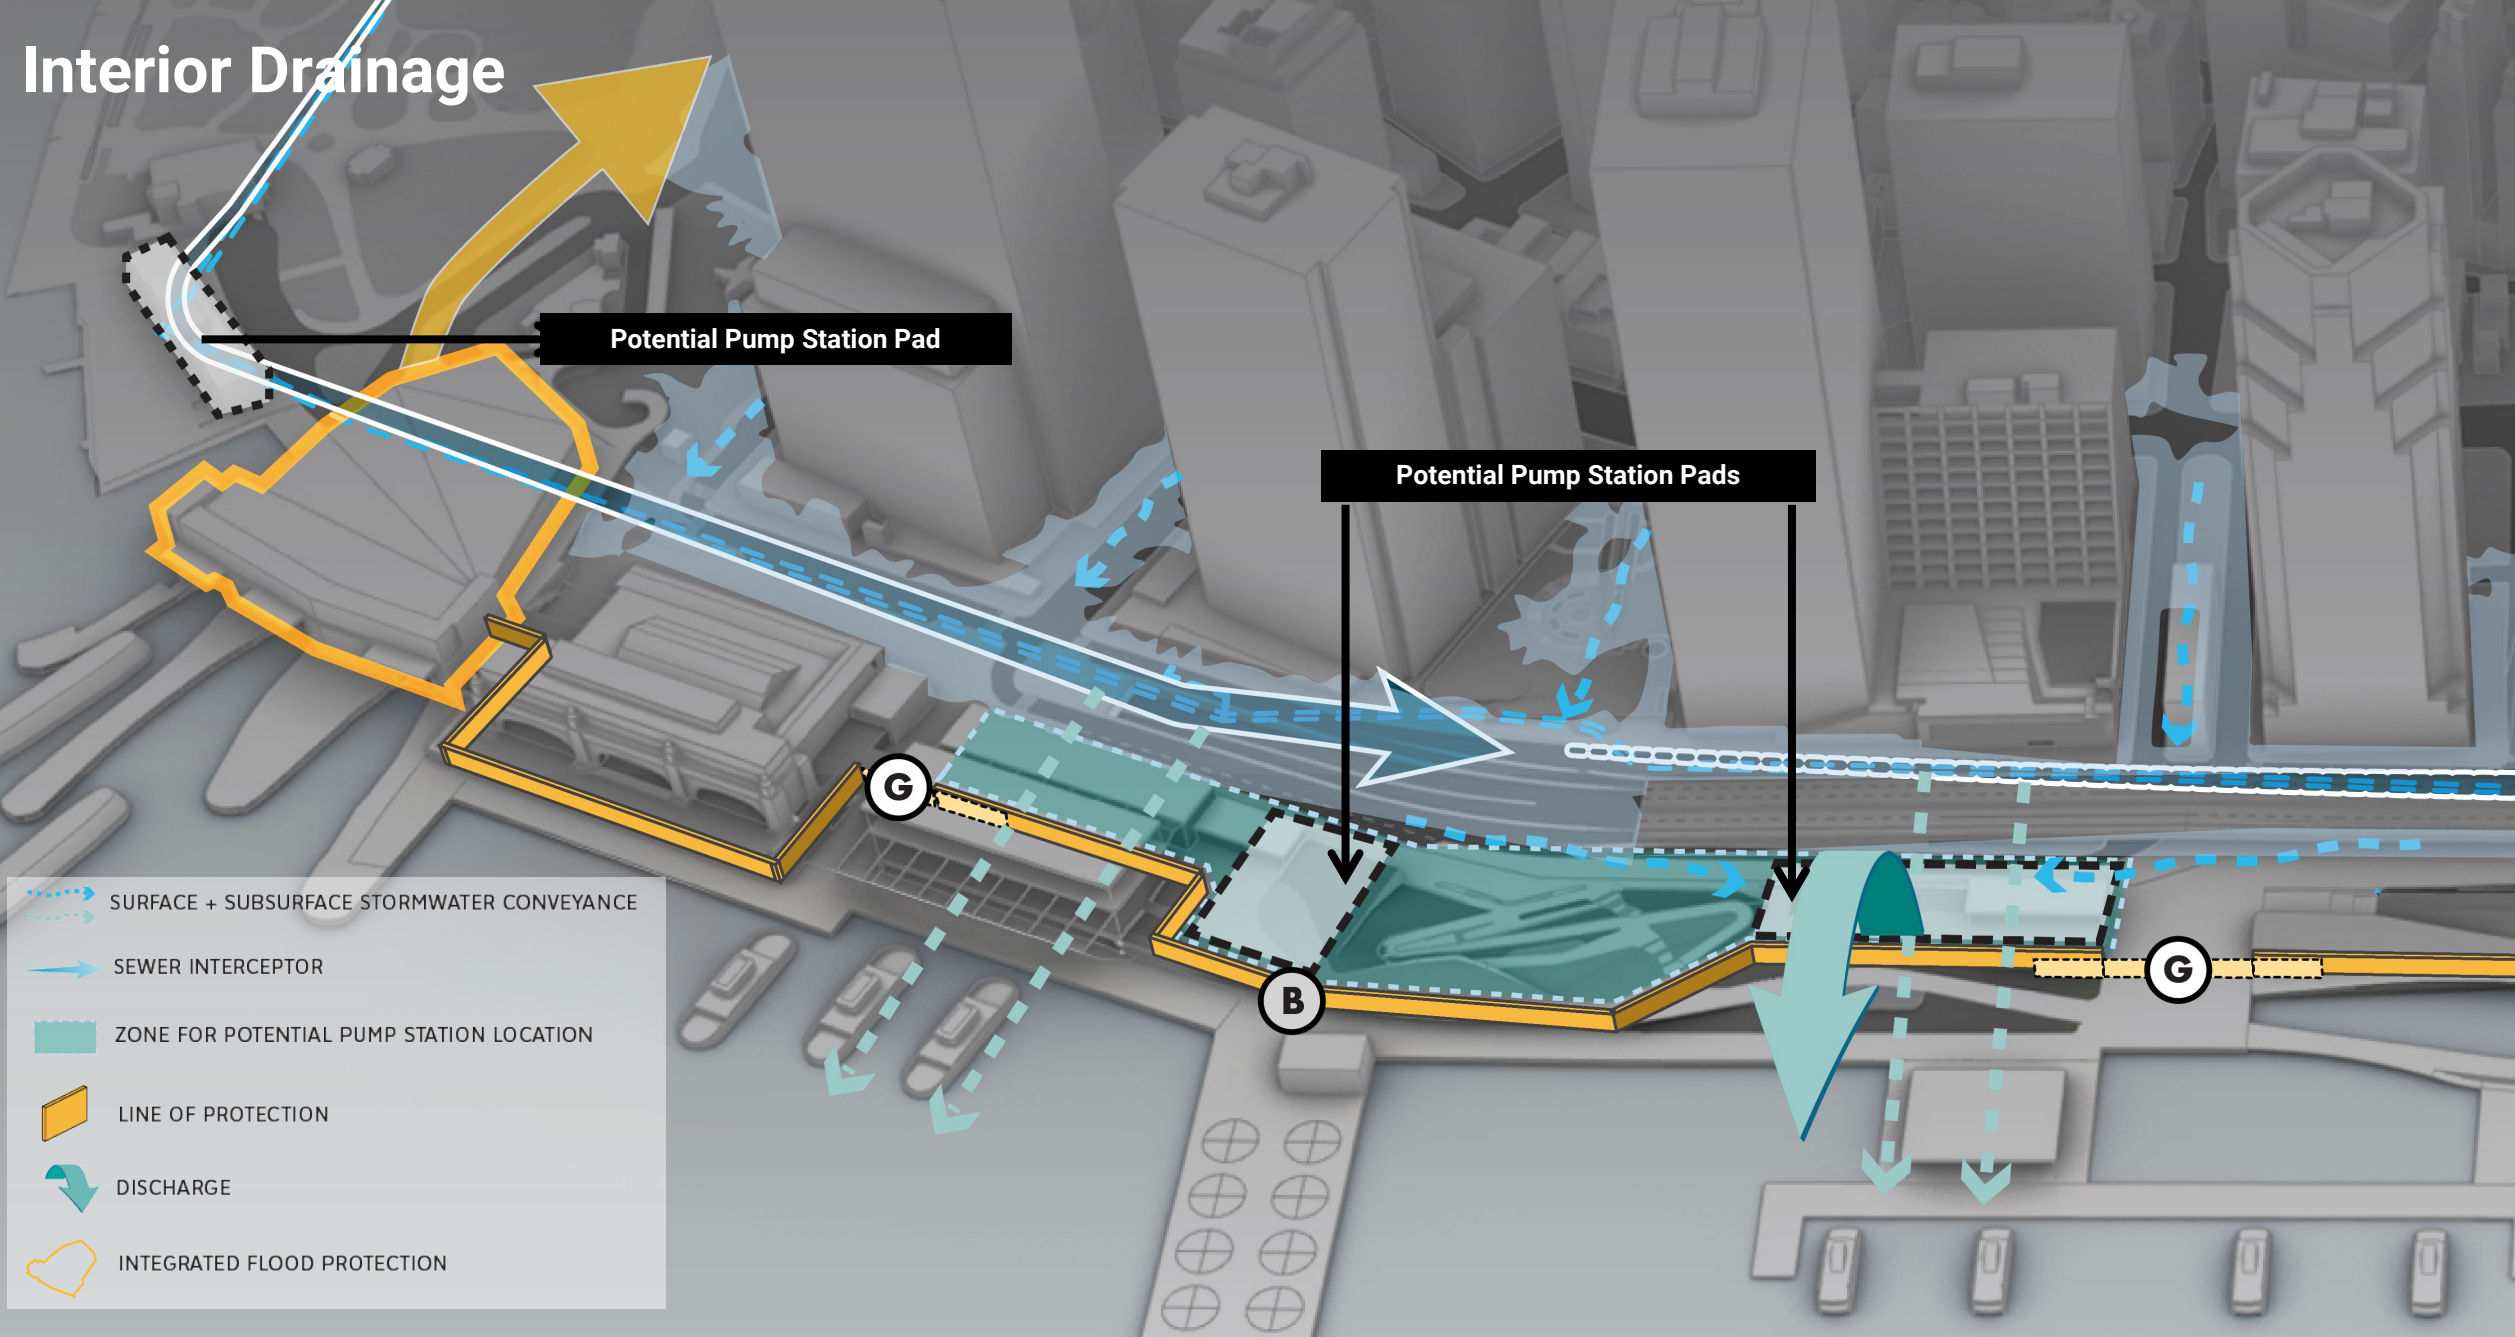 Interior Drainage
Potential Pump Station Pad
Potential Pump Station Pads
G
B
G
SURFACE + SUBSURFACE STORMWATER CONVEYANCE
SEWER INTERCEPTOR
ZONE FOR POTENTIAL PUMP STATION LOCATION
LINE OF PROTECTION
DISCHARGE
INTEGRATED FLOOD PROTECTION